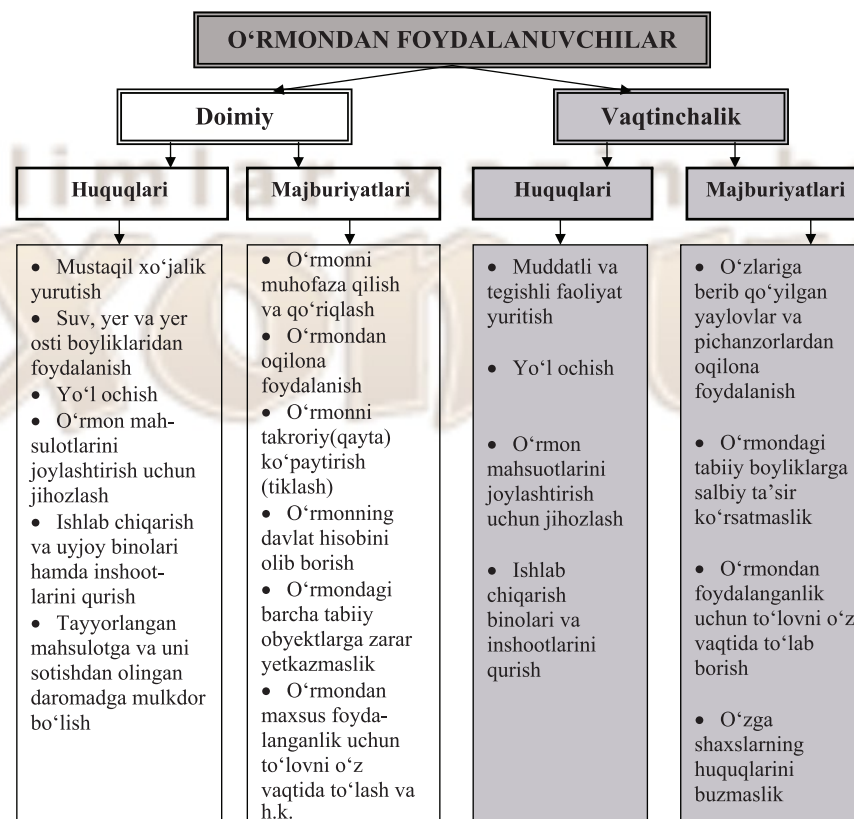 O‘RMONDAN FOYDALANUVCHILAR
Doimiy
Vaqtinchalik
Huquqlari
Majburiyatlari
Huquqlari
Majburiyatlari
• Mustaqil xo‘jalik
yurutish
• Suv, yer va yer
osti boyliklaridan
foydalanish
• Yo‘l ochish
• O‘rmon mah-
sulotlarini
joylashtirish uchun
jihozlash
• Ishlab chiqarish
va uyjoy binolari
hamda inshoot-
larini qurish
• Tayyorlangan
mahsulotga va uni
sotishdan olingan
daromadga mulkdor
bo‘lish
• O‘rmonni
muhofaza qilish
va qo‘riqlash
• O‘rmondan
oqilona
foydalanish
• O‘rmonni
takroriy(qayta)
ko‘paytirish
(tiklash)
• O‘rmonning
davlat hisobini
olib borish
• O‘rmondagi
barcha tabiiy
obyektlarga zarar
yetkazmaslik
• O‘rmondan
maxsus foyda-
langanlik uchun
to‘lovni o‘z
vaqtida to‘lash va
h.k.
• Muddatli va
tegishli faoliyat
yuritish
• Yo‘l ochish
• O‘rmon
mahsuotlarini
joylashtirish
uchun jihozlash
• Ishlab
chiqarish
binolari va
inshootlarini
qurish
• O‘zlariga
berib qo‘yilgan
yaylovlar va
pichanzorlardan
oqilona
foydalanish
• O‘rmondagi
tabiiy boyliklarga
salbiy ta’sir
ko‘rsatmaslik
• O‘rmondan
foydalanganlik
uchun to‘lovni o‘z
vaqtida to‘lab
borish
• O‘zga
shaxslarning
huquqlarini
buzmaslik